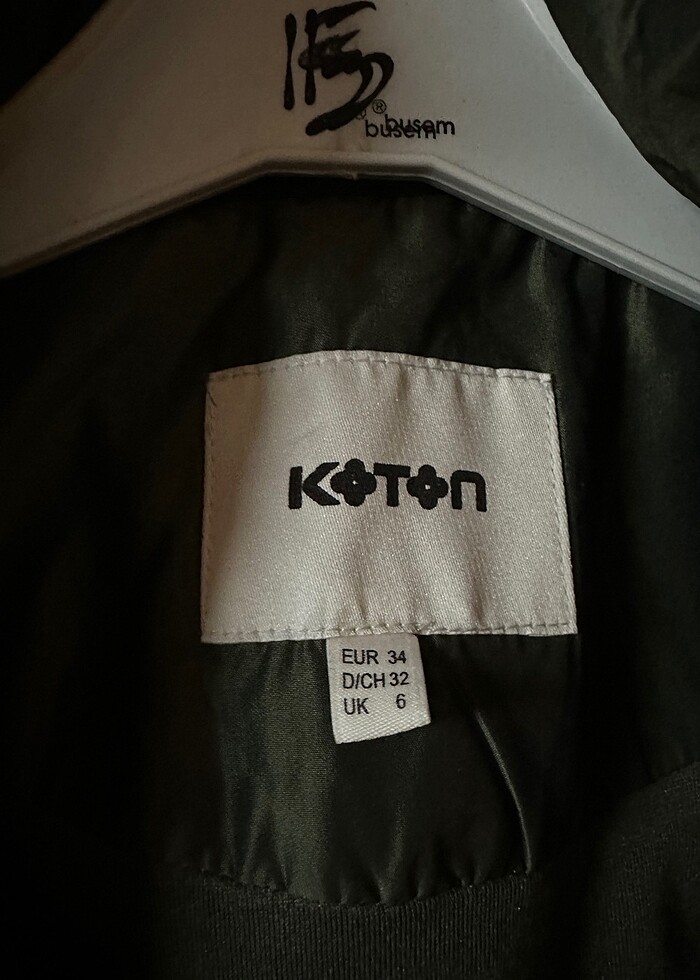 ® ®
busem busem
KOTON
EUR 34
D/CH 32
UK 6